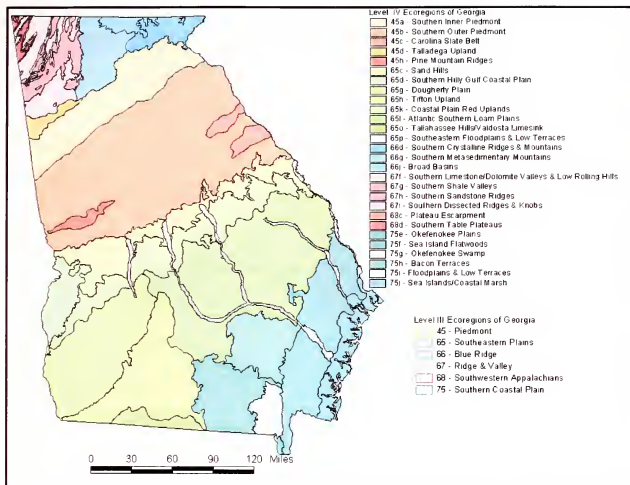 Level IV Ecoregions of Georgia
45a - Southern Inner Piedmont
45b - Southern Outer Piedmont
45c - Carolina Slate Belt
45d - Talladega Upland
45h - Pine Mountain Ridges
65c - Sand Hills
65d - Southern Hilly Gulf Coastal Plain
65g - Dougherty Plain
65h - Tifton Upland
65k - Coastal Plain Red Uplands
65l - Atlantic Southern Loam Plains
65o - Tallahassee Hills/Valdosta Limesink
65p - Southeastern Floodplains & Low Terraces
66d - Southern Crystalline Ridges & Mountains
66g - Southern Metasedimentary Mountains
66j - Broad Basins
67f - Southern Limestone/Dolomite Valleys & Low Rolling Hills
67g - Southern Shale Valleys
67h - Southern Sandstone Ridges
67i - Southern Dissected Ridges & Knobs
68c - Plateau Escarpment
68d - Southern Table Plateaus
75e - Okefenokee Plains
75f - Sea Island Flatwoods
75g - Okefenokee Swamp
75h - Bacon Terraces
75i - Floodplains & Low Terraces
75j - Sea Islands/Coastal Marsh
Level III Ecoregions of Georgia
45 - Piedmont
65 - Southeastern Plains
66 - Blue Ridge
67 - Ridge & Valley
68 - Southwestern Appalachians
75 - Southern Coastal Plain
0 30 60 90 120 Miles